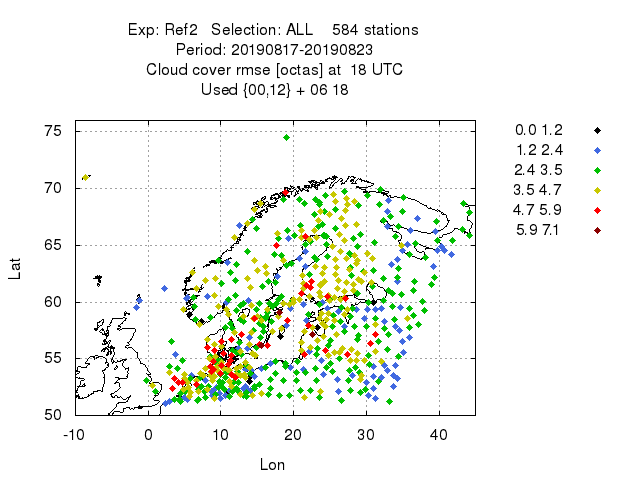 Exp: Ref2 Selection: ALL 584 stations
Period: 20190817-20190823
Cloud cover rmse [octas] at 18 UTC
Used {00,12} + 06 18
75
70
65
60
55
50
-10 0 10 20 30 40
Lat
Lon
0.0 1.2
1.2 2.4
2.4 3.5
3.5 4.7
4.7 5.9
5.9 7.1